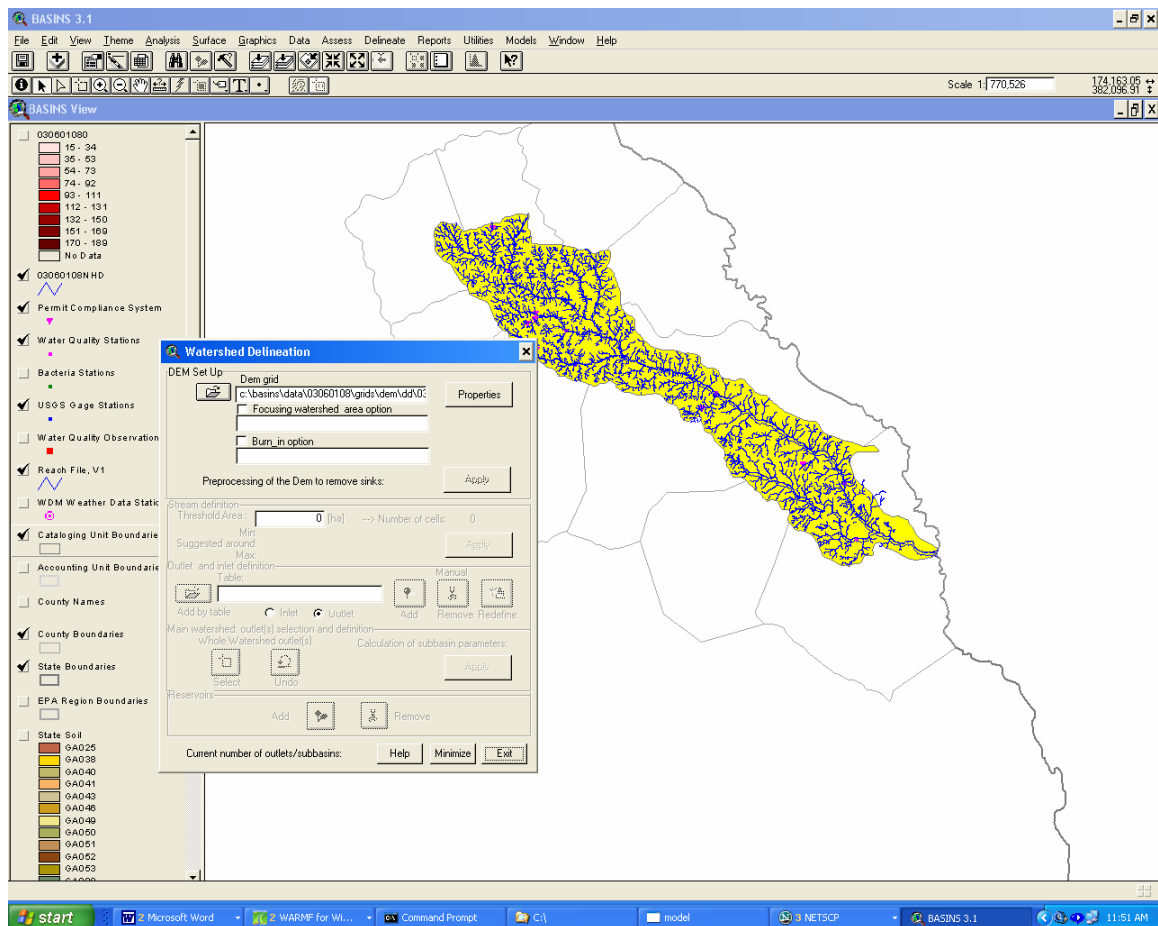 BASINS 3.1
File Edit View Theme Analysis Surface Graphics Data Assess Delineate Reports Utilities Models Window Help
Scale 1: 770,526
174,163.05
382,096.91
BASINS View
030601080
15 - 34
35 - 53
54 - 73
74 - 92
93 - 111
112 - 131
132 - 150
151 - 169
170 - 189
No Data
03060108NHD
Permit Compliance System
Water Quality Stations
Bacteria Stations
USGS Gage Stations
Water Quality Observation
Reach File, V1
WDM Weather Data Static
Cataloging Unit Boundarie
Accounting Unit Boundarie
County Names
County Boundaries
State Boundaries
EPA Region Boundaries
State Soil
GA025
GA038
GA040
GA041
GA043
GA046
GA049
GA050
GA051
GA052
GA053
Watershed Delineation
DEM Set Up
Dem grid
c:\basins\data\03060108\grids\dem\dd\03
Properties
Focusing watershed area option
Burn_in option
Preprocessing of the Dem to remove sinks:
Apply
Stream definition
Threshold Area : 0 [ha] ---> Number of cells: 0
Min:
Suggested around:
Max:
Apply
Outlet and inlet definition
Table:
Manual
Add by table
Inlet
Outlet
Add Remove Redefine
Main watershed: outlet(s) selection and definition
Whole Watershed outlet(s)
Calculation of subbasin parameters:
Select Undo
Apply
Reservoirs
Add Remove
Current number of outlets/subbasins:
Help Minimize Exit
start
2 Microsoft Word
2 WARMF for Wi...
Command Prompt
C:\
model
3 NETSCP
BASINS 3.1
11:51 AM